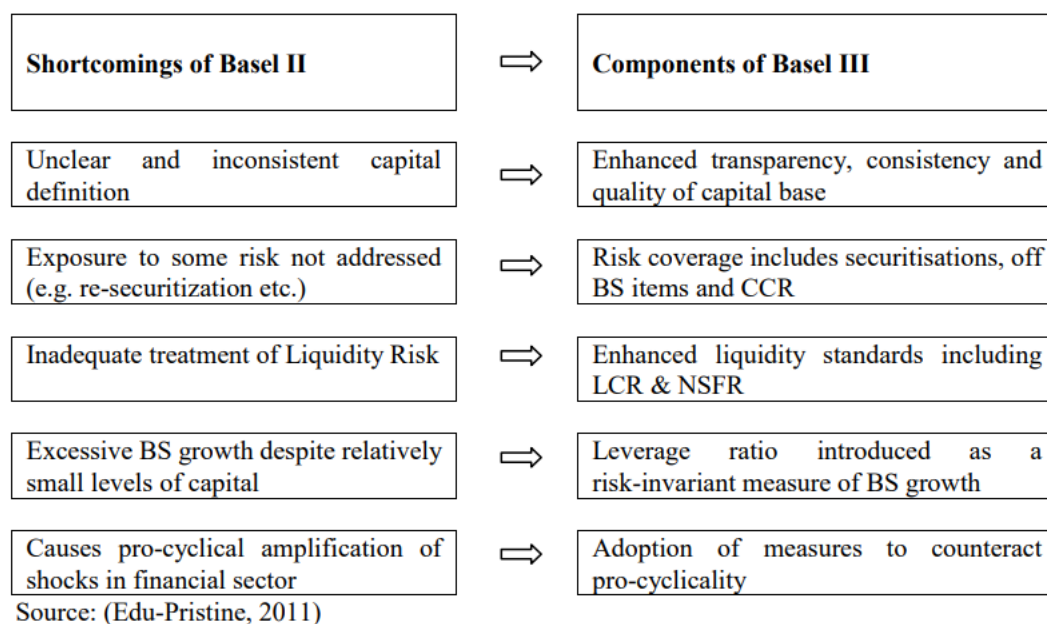 Shortcomings of Basel II
Components of Basel III
Unclear and inconsistent capital
definition
Enhanced transparency, consistency and
quality of capital base
Exposure to some risk not addressed
(e.g. re-securitization etc.)
Risk coverage includes securitisations, off
BS items and CCR
Inadequate treatment of Liquidity Risk
Enhanced liquidity standards including
LCR & NSFR
Excessive BS growth despite relatively
small levels of capital
Leverage ratio introduced as a
risk-invariant measure of BS growth
Causes pro-cyclical amplification of
shocks in financial sector
Adoption of measures to counteract
pro-cyclicality
Source: (Edu-Pristine, 2011)